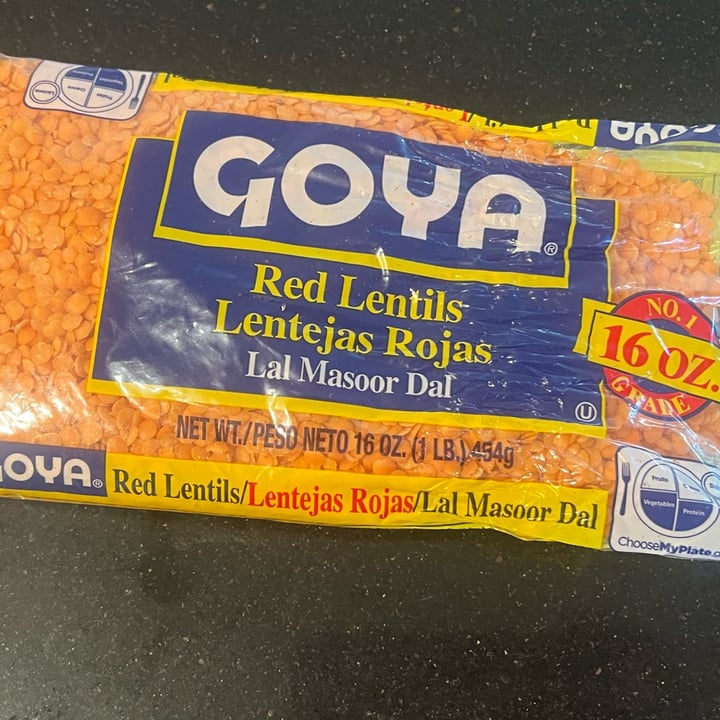 GOYA®
Red Lentils
Lentejas Rojas
Lal Masoor Dal
U
NO. 1
16 OZ.
GRADE
NET WT./PESO NETO 16 OZ. (1 LB.) 454g
GOYA® Red Lentils/Lentejas Rojas/Lal Masoor Dal
Fruits
Vegetables
Protein
ChooseMyPlate
GOYA